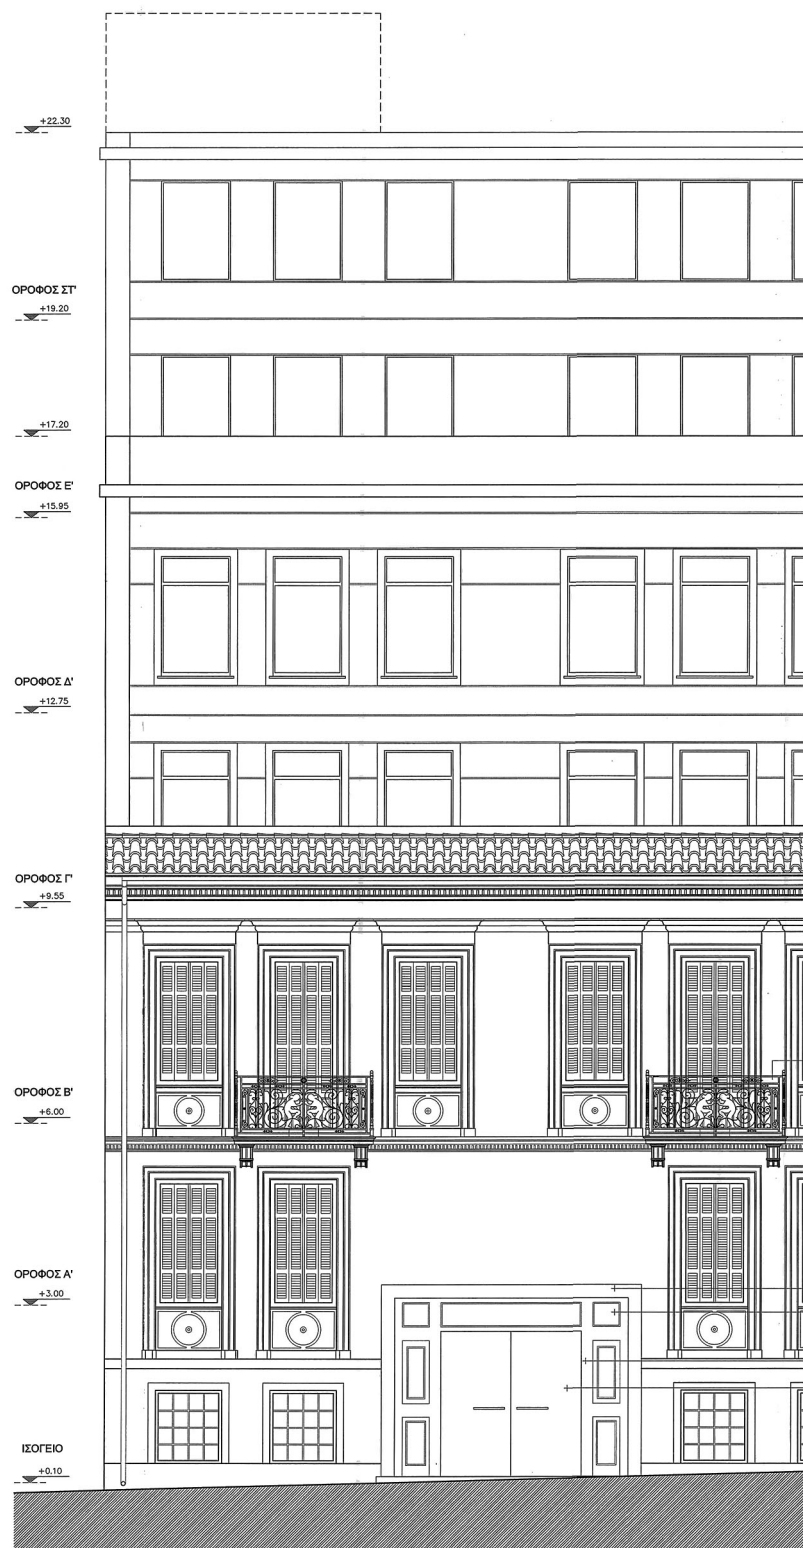 +22.30
ΟΡΟΦΟΣ ΣΤ'
+19.20
+17.20
ΟΡΟΦΟΣ Ε'
+15.95
ΟΡΟΦΟΣ Δ'
+12.75
ΟΡΟΦΟΣ Γ'
+9.55
ΟΡΟΦΟΣ Β'
+6.00
ΟΡΟΦΟΣ Α'
+3.00
ΙΣΟΓΕΙΟ
+0.10